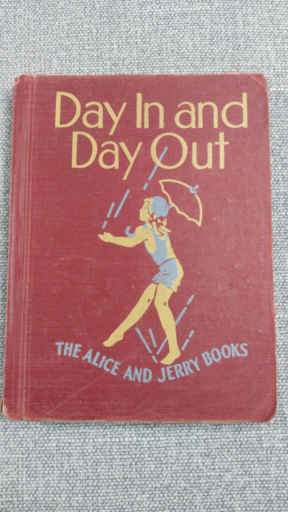 Day In and
Day Out
THE ALICE AND JERRY BOOKS